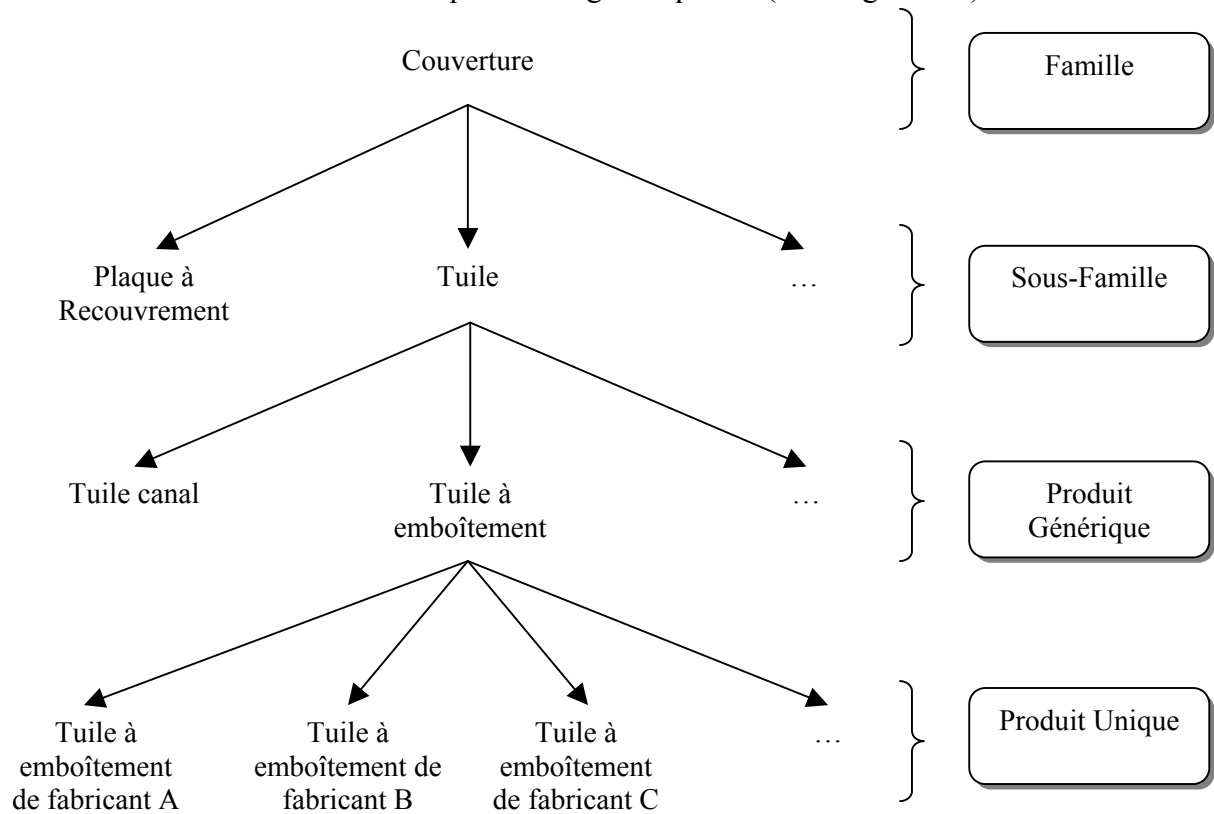 Couverture
Famille
Plaque à
Recouvrement
Tuile
…
Sous-Famille
Tuile canal
Tuile à
emboîtement
…
Produit
Générique
Tuile à
emboîtement
de fabricant A
Tuile à
emboîtement de
fabricant B
Tuile à
emboîtement
de fabricant C
…
Produit Unique